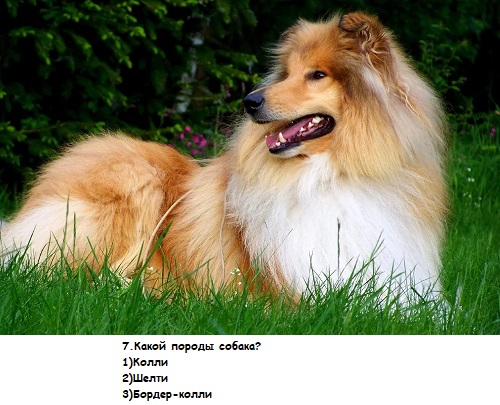 7.Какой породы собака?
1)Колли
2)Шелти
3)Бордер-колли